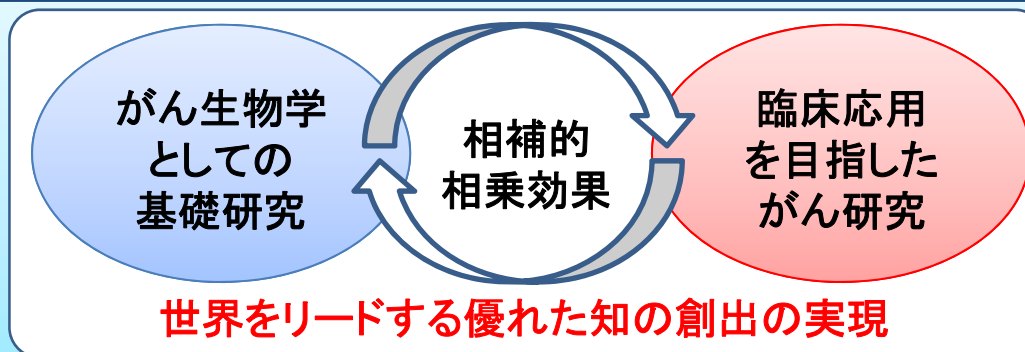 がん生物学
としての
基礎研究
相補的
相乗効果
臨床応用
を目指した
がん研究
世界をリードする優れた知の創出の実現